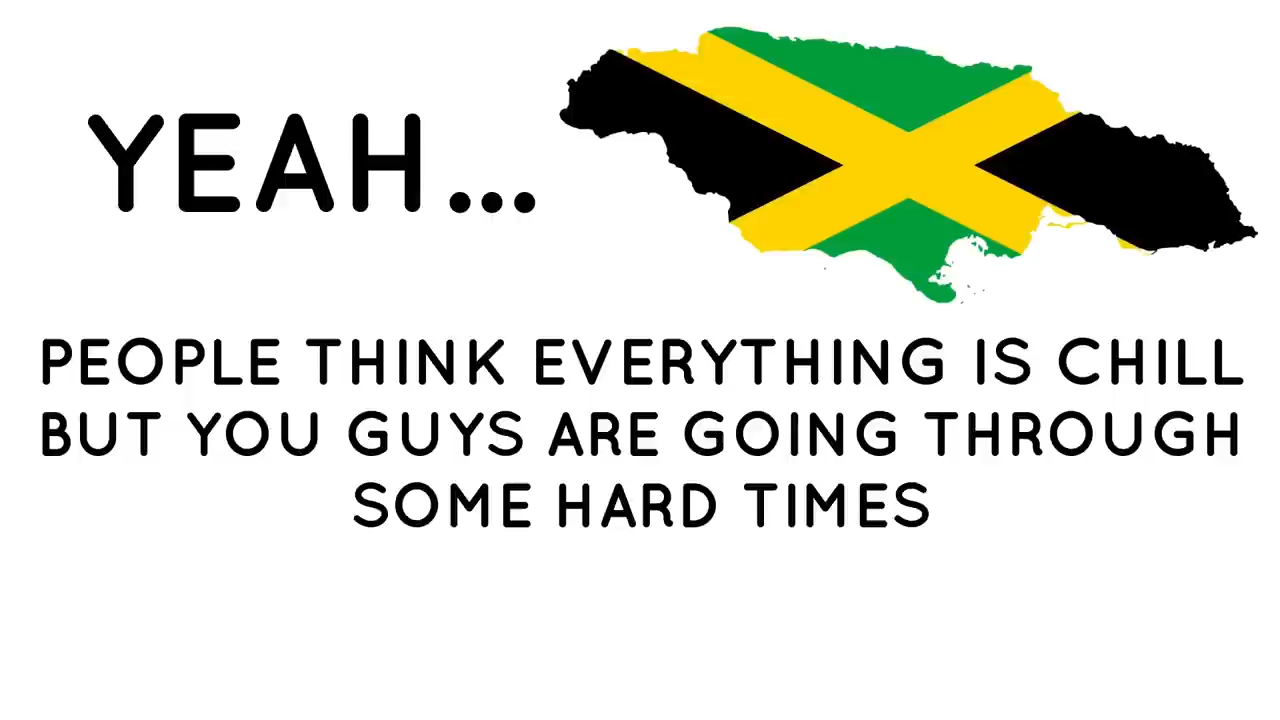 YEAH...
PEOPLE THINK EVERYTHING IS CHILL
BUT YOU GUYS ARE GOING THROUGH
SOME HARD TIMES